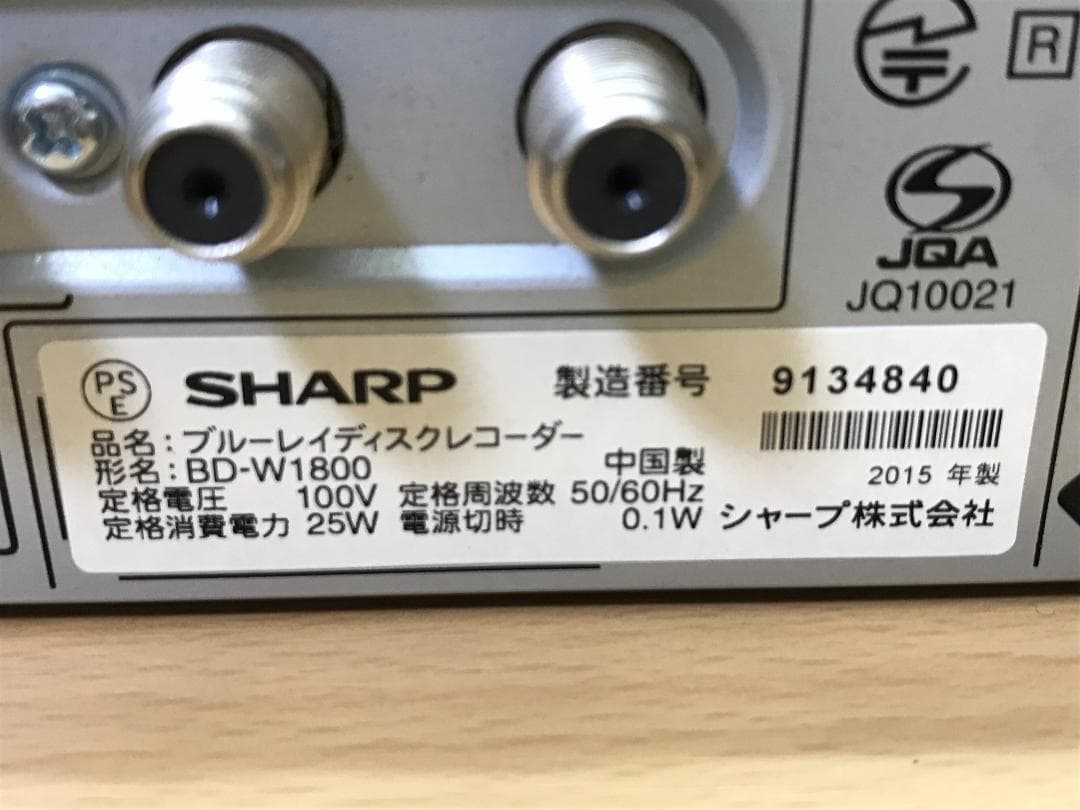 R
JQA
JQ10021
PS
E
SHARP 製造番号 9134840
品名：ブルーレイディスクレコーダー
形名：BD-W1800 中国製 2015 年製
定格電圧 100V 定格周波数 50/60Hz
定格消費電力 25W 電源切時 0.1W シャープ株式会社